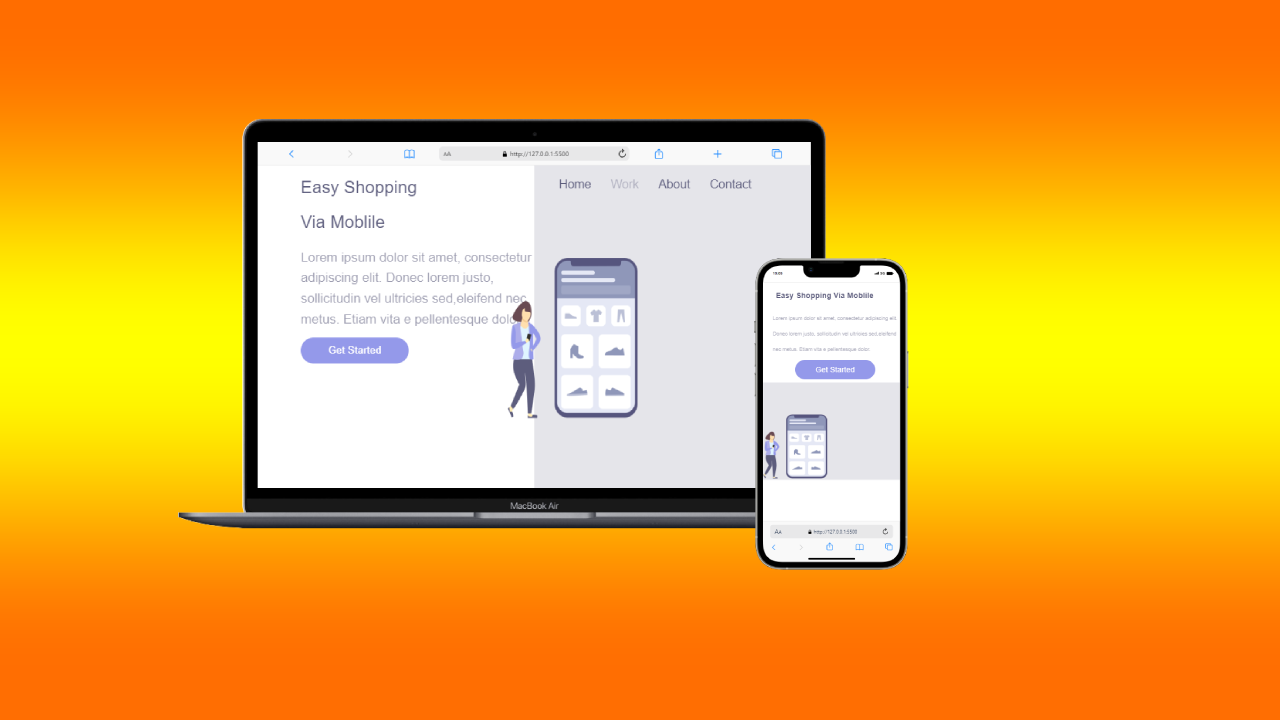 AA http://127.0.0.1:5500
Home Work About Contact
Easy Shopping
Via Moblile
Lorem ipsum dolor sit amet, consectetur
adipiscing elit. Donec lorem justo,
sollicitudin vel ultricies sed,eleifend nec
metus. Etiam vita e pellentesque dolor
Get Started
MacBook Air
Easy Shopping Via Moblile
Lorem ipsum dolor sit amet, consectetur adipiscing elit.
Donec lorem justo, sollicitudin vel ultricies sed,eleifend
nec metus. Etiam vita e pellentesque dolor.
Get Started
AA http://127.0.0.1:5500